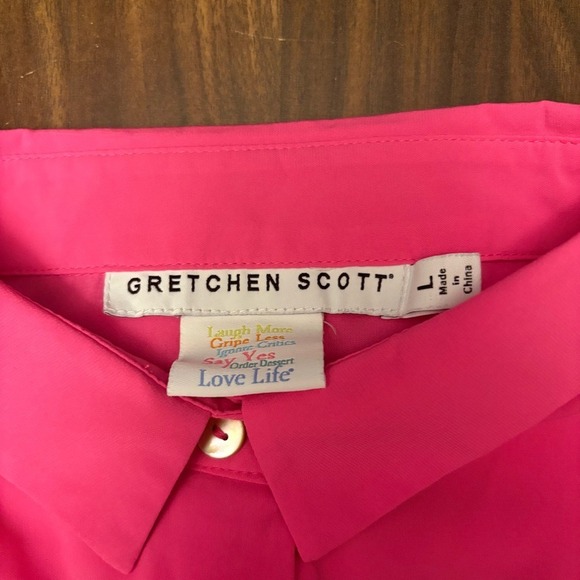 GRETCHEN SCOTT®
L
Made
in
China
Laugh More
Gripe Less
Ignore Critics
Say Yes
Order Dessert
Love Life®